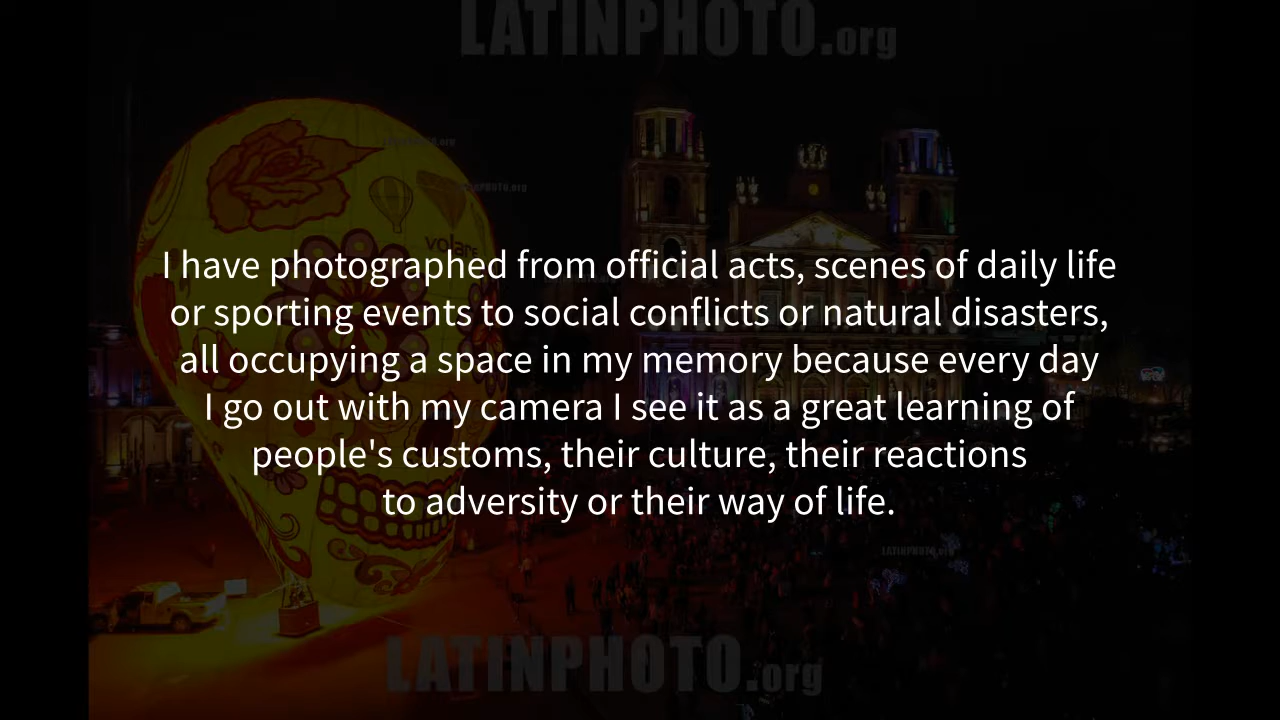 LATINPHOTO.org
I have photographed from official acts, scenes of daily life
or sporting events to social conflicts or natural disasters,
all occupying a space in my memory because every day
I go out with my camera I see it as a great learning of
people's customs, their culture, their reactions
to adversity or their way of life.
LATINPHOTO.org
LATINPHOTO.org